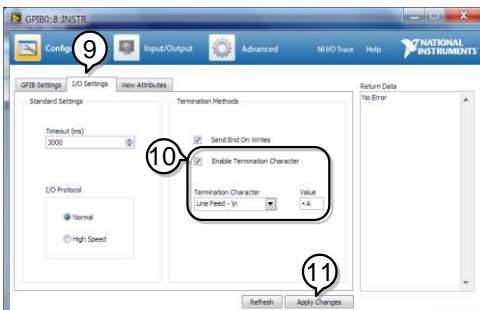 GPIB0::8::INSTR
9
Input/Output
Advanced
NI I/O Trace
Help
NATIONAL
INSTRUMENTS
GPIB Settings
I/O Settings
View Attributes
Return Data
Standard Settings
Termination Methods
No Error
Timeout (ms)
3000
Send End On Writes
10
Enable Termination Character
I/O Protocol
Termination Character
Value
Line Feed - \n
xA
Normal
High Speed
11
Refresh
Apply Changes